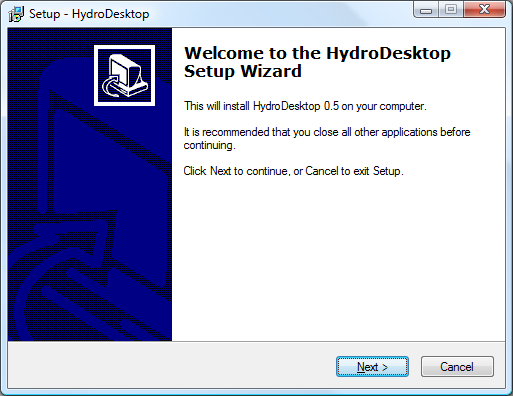 Setup - HydroDesktop
Welcome to the HydroDesktop
Setup Wizard
This will install HydroDesktop 0.5 on your computer.
It is recommended that you close all other applications before
continuing.
Click Next to continue, or Cancel to exit Setup.
Next >
Cancel